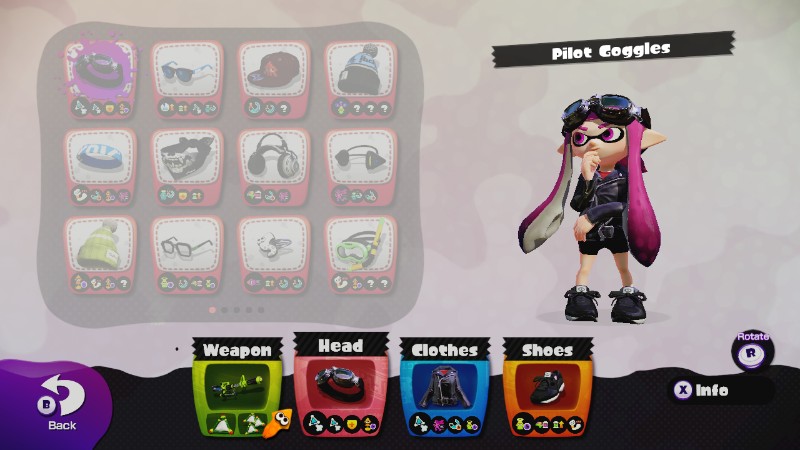 Pilot Goggles
? ? ?
?
? ?
Weapon
Head
Clothes
Shoes
Rotate
R
B
Back
X Info